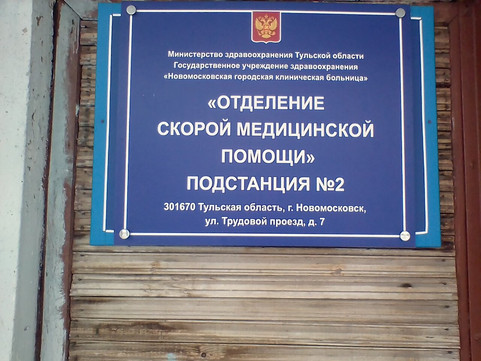 Министерство здравоохранения Тульской области
Государственное учреждение здравоохранения
«Новомосковская городская клиническая больница»
«ОТДЕЛЕНИЕ
СКОРОЙ МЕДИЦИНСКОЙ
ПОМОЩИ»
ПОДСТАНЦИЯ №2
301670 Тульская область, г. Новомосковск,
ул. Трудовой проезд, д. 7